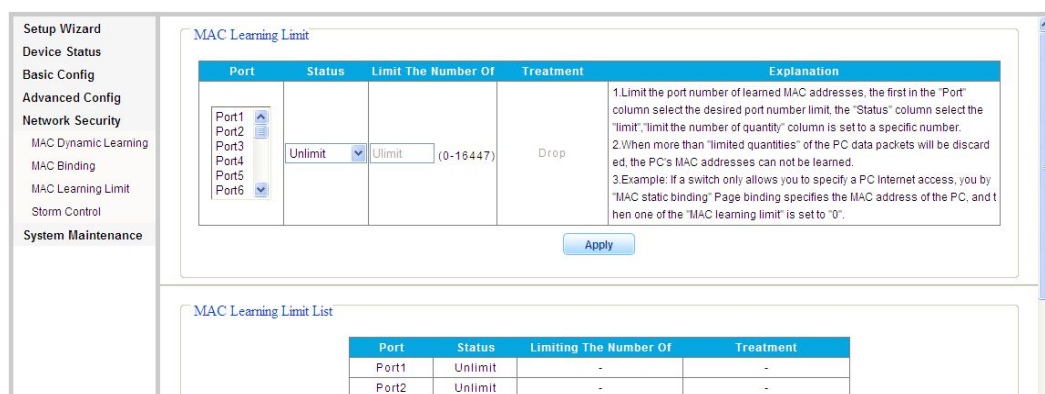 Setup Wizard
Device Status
Basic Config
Advanced Config
Network Security
MAC Dynamic Learning
MAC Binding
MAC Learning Limit
Storm Control
System Maintenance
MAC Learning Limit
Port Status Limit The Number Of Treatment Explanation
Port1
Port2
Port3
Port4
Port5
Port6
Unlimit Ulimit (0-16447) Drop
1.Limit the port number of learned MAC addresses, the first in the "Port"
column select the desired port number limit, the "Status" column select the
"limit","limit the number of quantity" column is set to a specific number.
2.When more than "limited quantities" of the PC data packets will be discard
ed, the PC's MAC addresses can not be learned.
3.Example: If a switch only allows you to specify a PC Internet access, you by
"MAC static binding" Page binding specifies the MAC address of the PC, and t
hen one of the "MAC learning limit" is set to "0".
Apply
MAC Learning Limit List
Port Status Limiting The Number Of Treatment
Port1 Unlimit - -
Port2 Unlimit - -